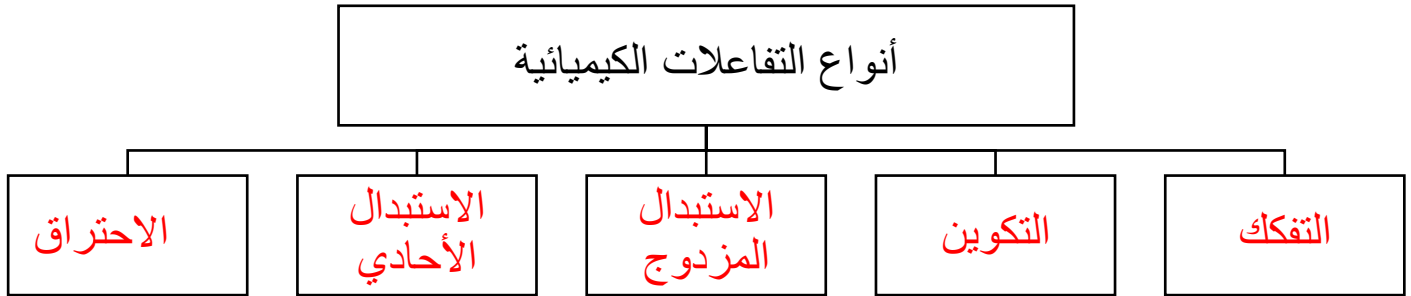 أنواع التفاعلات الكيميائية
التفكك
التكوين
الاستبدال
المزدوج
الاستبدال
الأحادي
الاحتراق